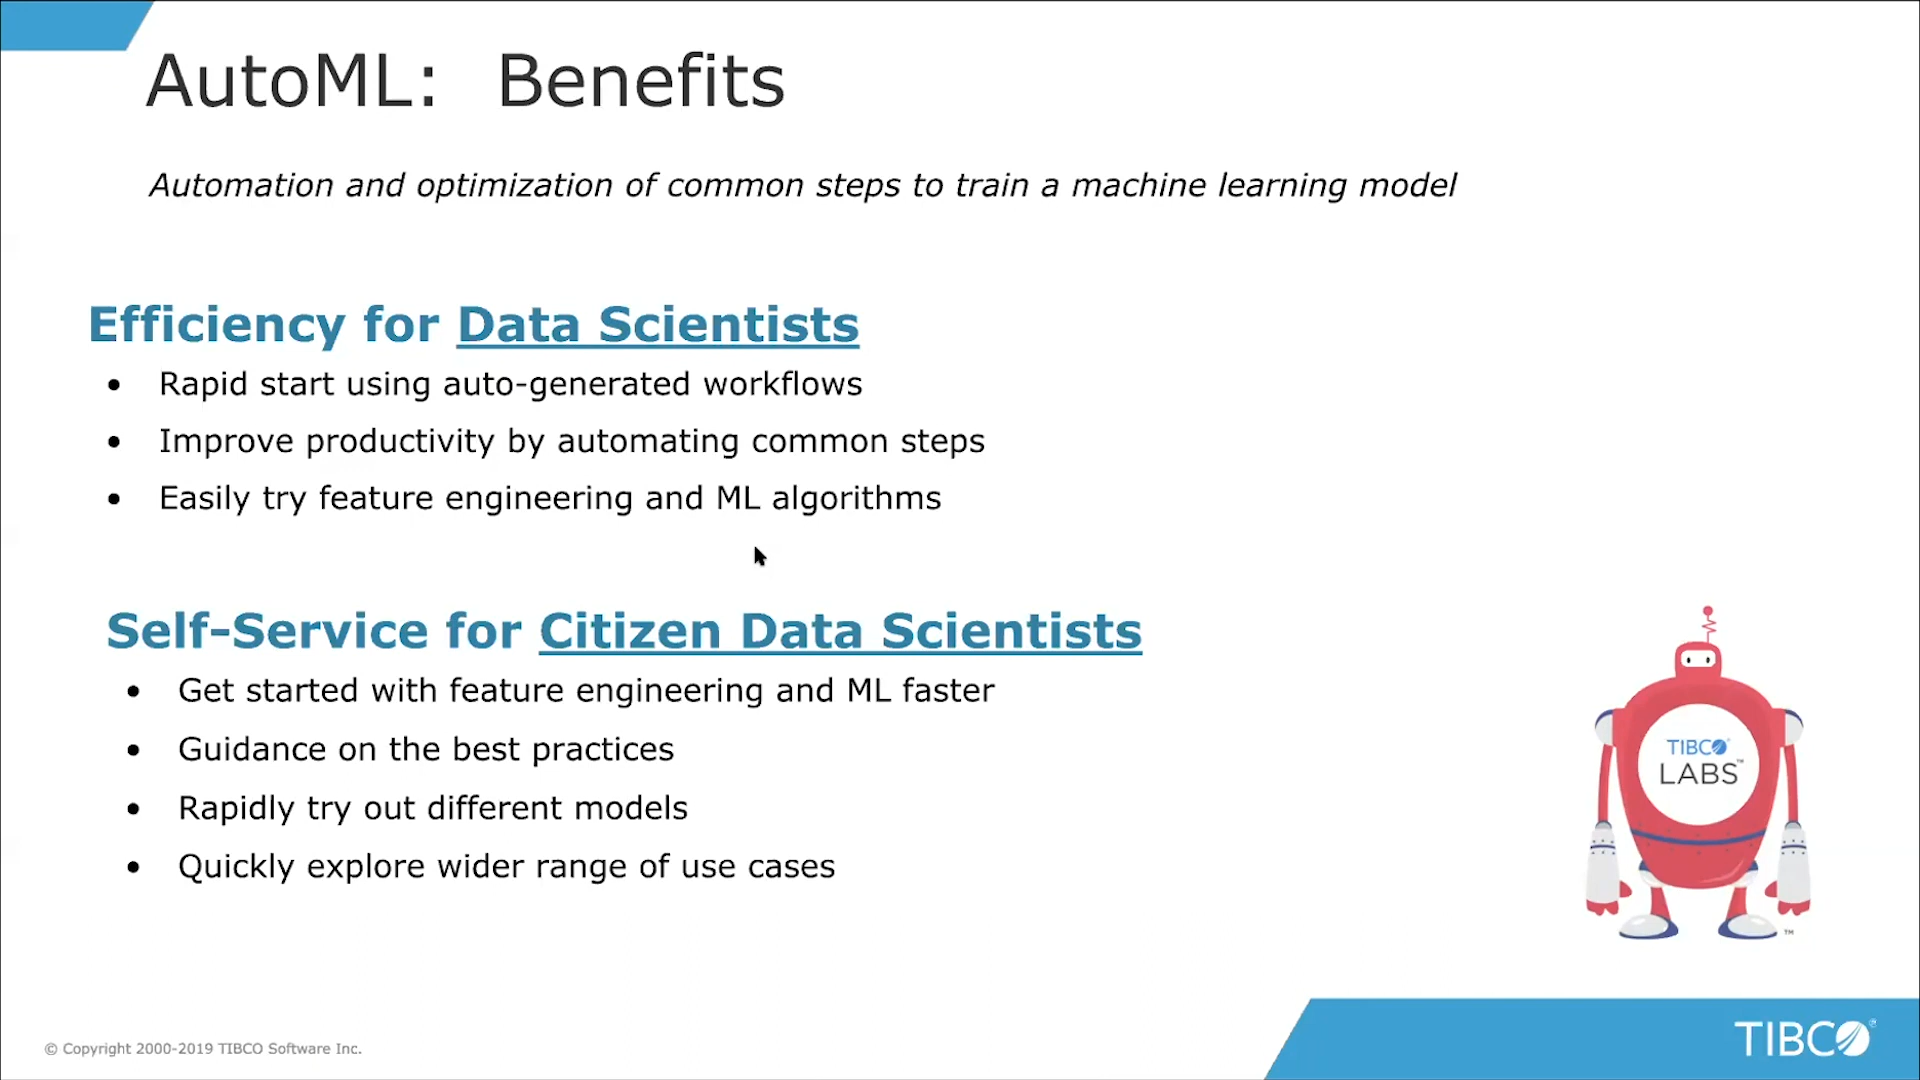 AutoML: Benefits
Automation and optimization of common steps to train a machine learning model
Efficiency for Data Scientists
• Rapid start using auto-generated workflows
• Improve productivity by automating common steps
• Easily try feature engineering and ML algorithms
Self-Service for Citizen Data Scientists
• Get started with feature engineering and ML faster
• Guidance on the best practices
• Rapidly try out different models
• Quickly explore wider range of use cases
TIBCO®
LABS™
™
© Copyright 2000-2019 TIBCO Software Inc.
TIBCO®